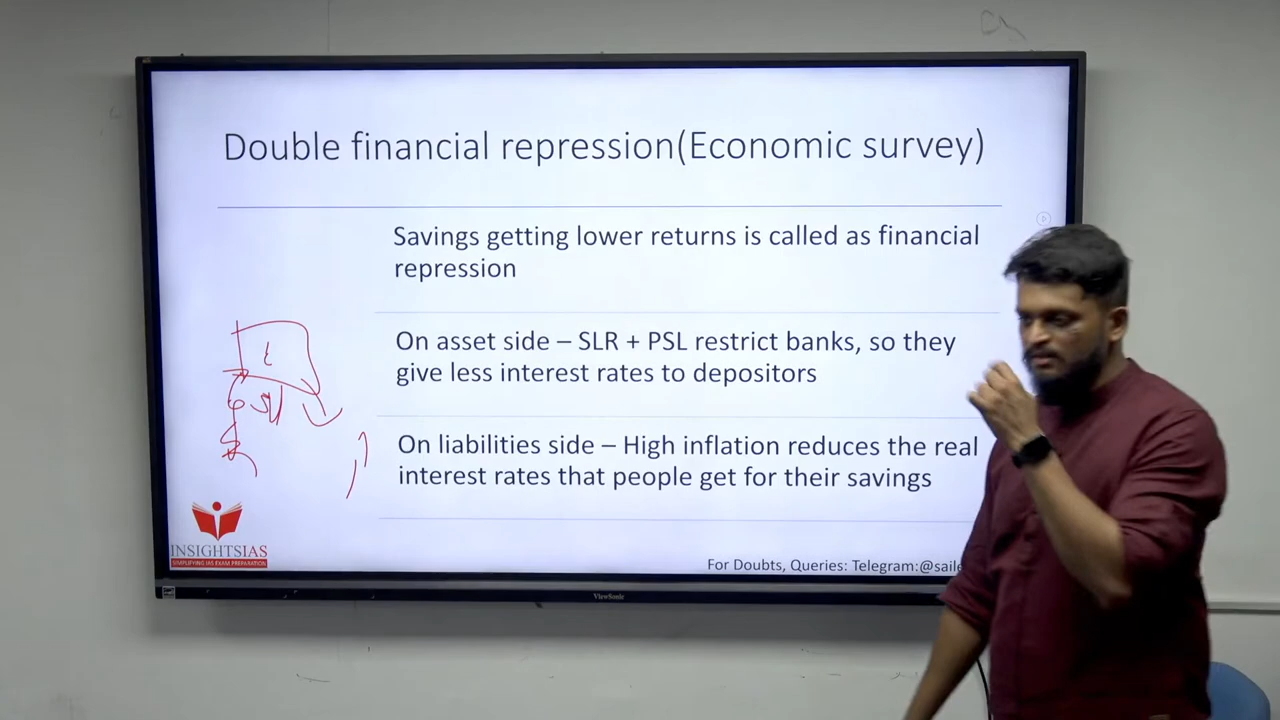 Double financial repression(Economic survey)
Savings getting lower returns is called as financial
repression
On asset side – SLR + PSL restrict banks, so they
give less interest rates to depositors
On liabilities side – High inflation reduces the real
interest rates that people get for their savings
INSIGHTSIAS
SIMPLIFYING IAS EXAM PREPARATION
For Doubts, Queries: Telegram:@saile
ViewSonic